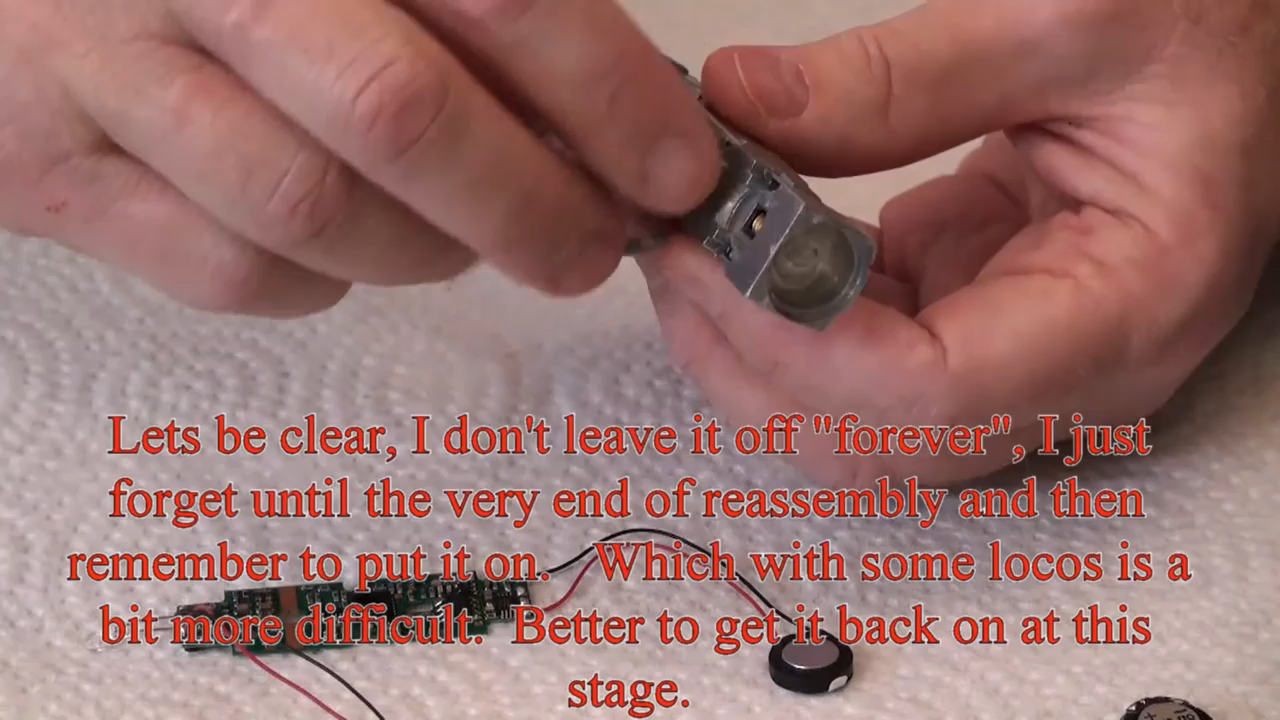 Lets be clear, I don't leave it off "forever", I just
forget until the very end of reassembly and then
remember to put it on.  Which with some locos is a
bit more difficult.  Better to get it back on at this
stage.